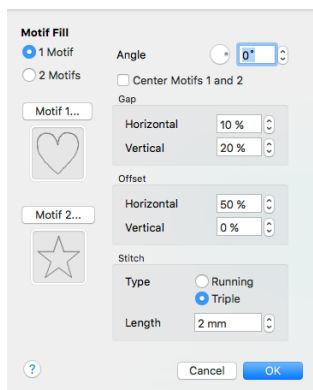 Motif Fill
1 Motif
2 Motifs
Angle 0°
Center Motifs 1 and 2
Motif 1...
Gap
Horizontal 10 %
Vertical 20 %
Offset
Horizontal 50 %
Vertical 0 %
Motif 2...
Stitch
Type Running
Triple
Length 2 mm
? Cancel OK